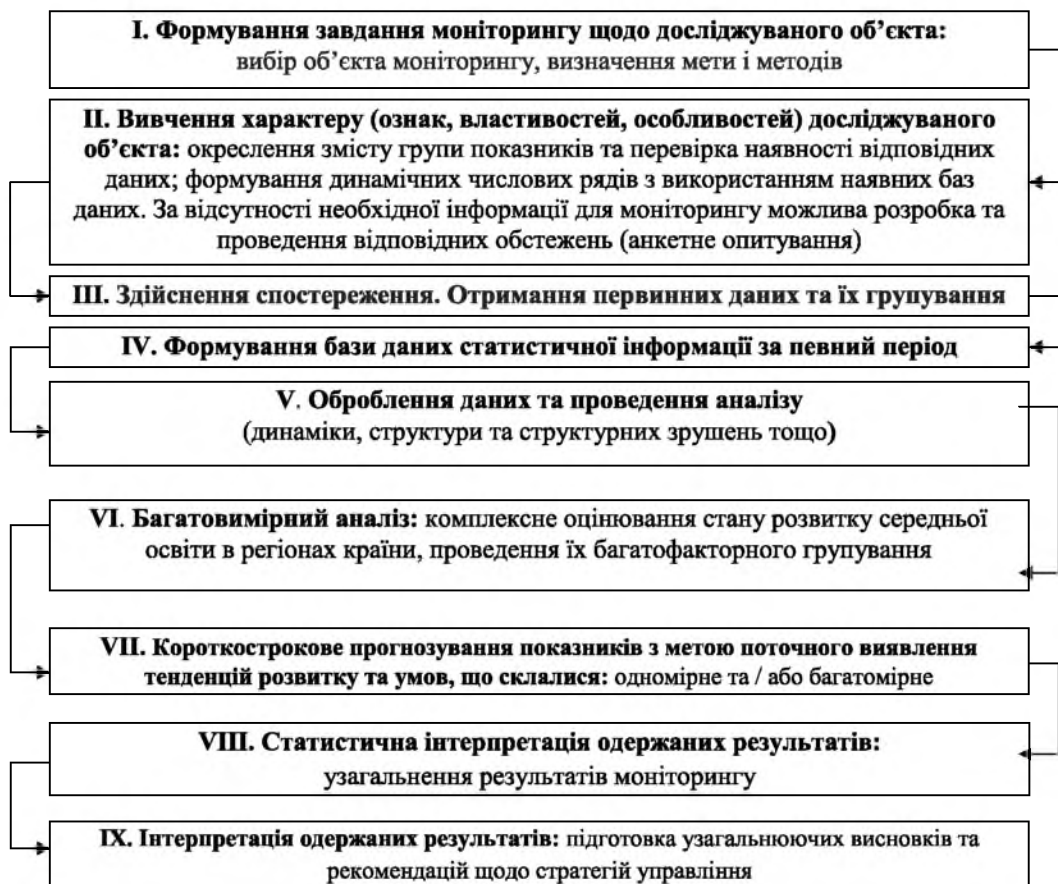 I. Формування завдання моніторингу щодо досліджуваного об’єкта:
вибір об’єкта моніторингу, визначення мети і методів
II. Вивчення характеру (ознак, властивостей, особливостей) досліджуваного
об’єкта: окреслення змісту групи показників та перевірка наявності відповідних
даних; формування динамічних числових рядів з використанням наявних баз
даних. За відсутності необхідної інформації для моніторингу можлива розробка та
проведення відповідних обстежень (анкетне опитування)
III. Здійснення спостереження. Отримання первинних даних та їх групування
IV. Формування бази даних статистичної інформації за певний період
V. Оброблення даних та проведення аналізу
(динаміки, структури та структурних зрушень тощо)
VI. Багатовимірний аналіз: комплексне оцінювання стану розвитку середньої
освіти в регіонах країни, проведення їх багатофакторного групування
VII. Короткострокове прогнозування показників з метою поточного виявлення
тенденцій розвитку та умов, що склалися: одномірне та / або багатомірне
VIII. Статистична інтерпретація одержаних результатів:
узагальнення результатів моніторингу
IX. Інтерпретація одержаних результатів: підготовка узагальнюючих висновків та
рекомендацій щодо стратегій управління